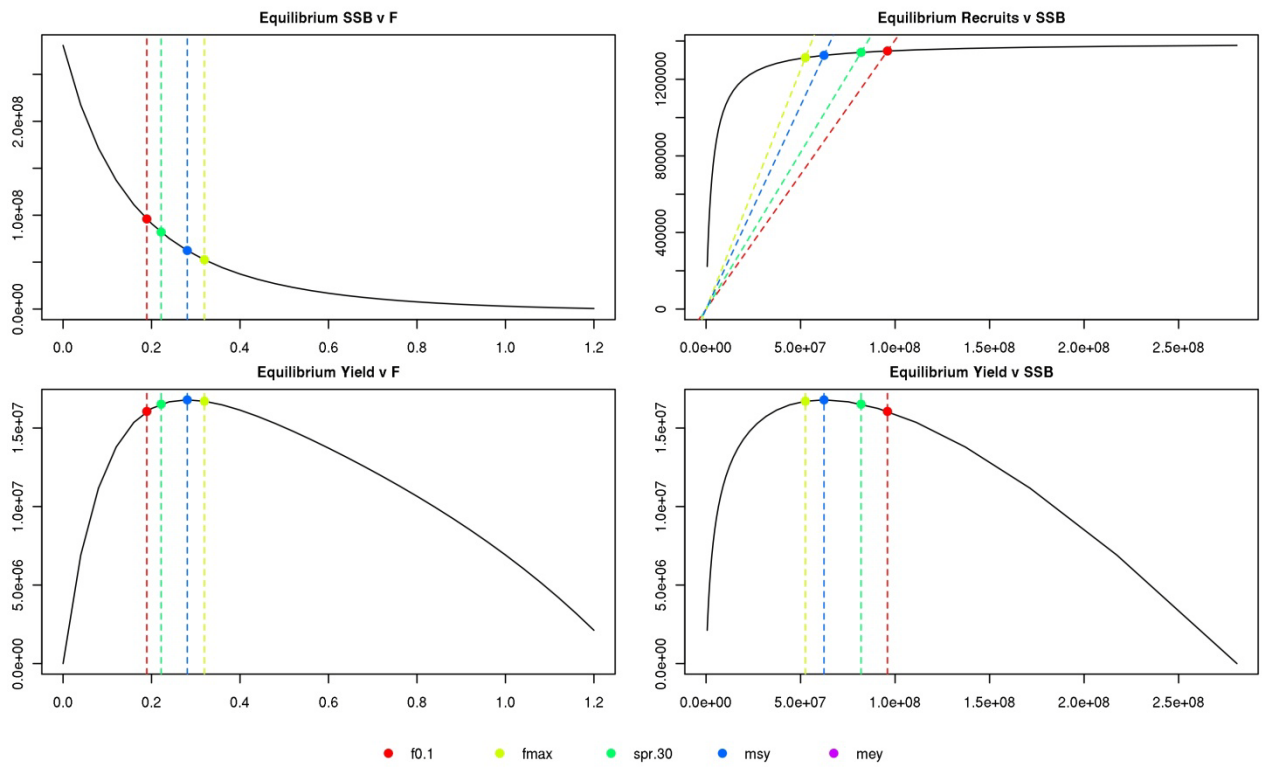 Equilibrium SSB v F
0.0e+00 1.0e+08 2.0e+08
0.0 0.2 0.4 0.6 0.8 1.0 1.2
Equilibrium Recruits v SSB
0 400000 800000 1200000
0.0e+00 5.0e+07 1.0e+08 1.5e+08 2.0e+08 2.5e+08
Equilibrium Yield v F
0.0e+00 5.0e+06 1.0e+07 1.5e+07
0.0 0.2 0.4 0.6 0.8 1.0 1.2
Equilibrium Yield v SSB
0.0e+00 5.0e+06 1.0e+07 1.5e+07
0.0e+00 5.0e+07 1.0e+08 1.5e+08 2.0e+08 2.5e+08
f0.1 fmax spr.30 msy mey